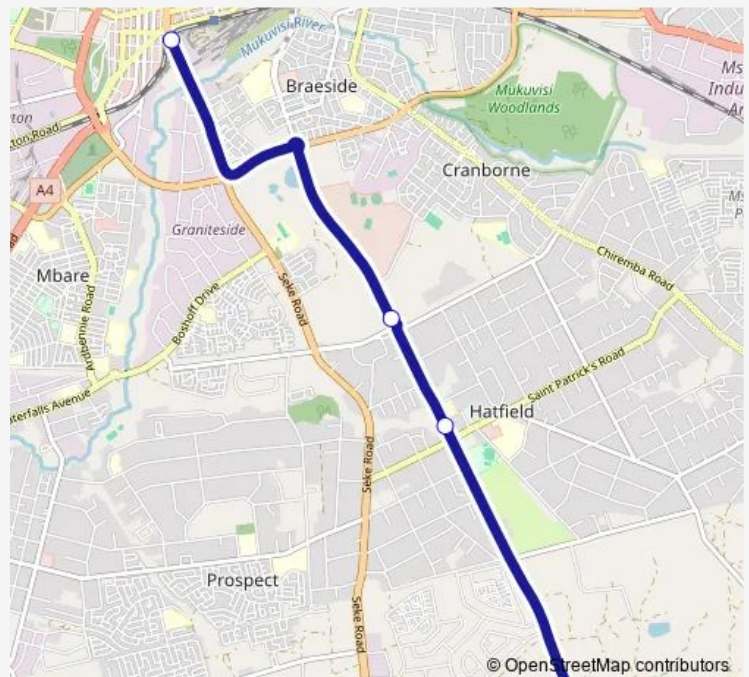 Mukuvisi River
Braeside
Mukuvisi
Woodlands
Cranborne
A4
Graniteside
Mbare
Chiremba Road
Boshoff Drive
Seke Road
Ardbennie Road
Saint Patrick's Road
Hatfield
Seke Road
Prospect
Seke Road
© OpenStreetMap contributors